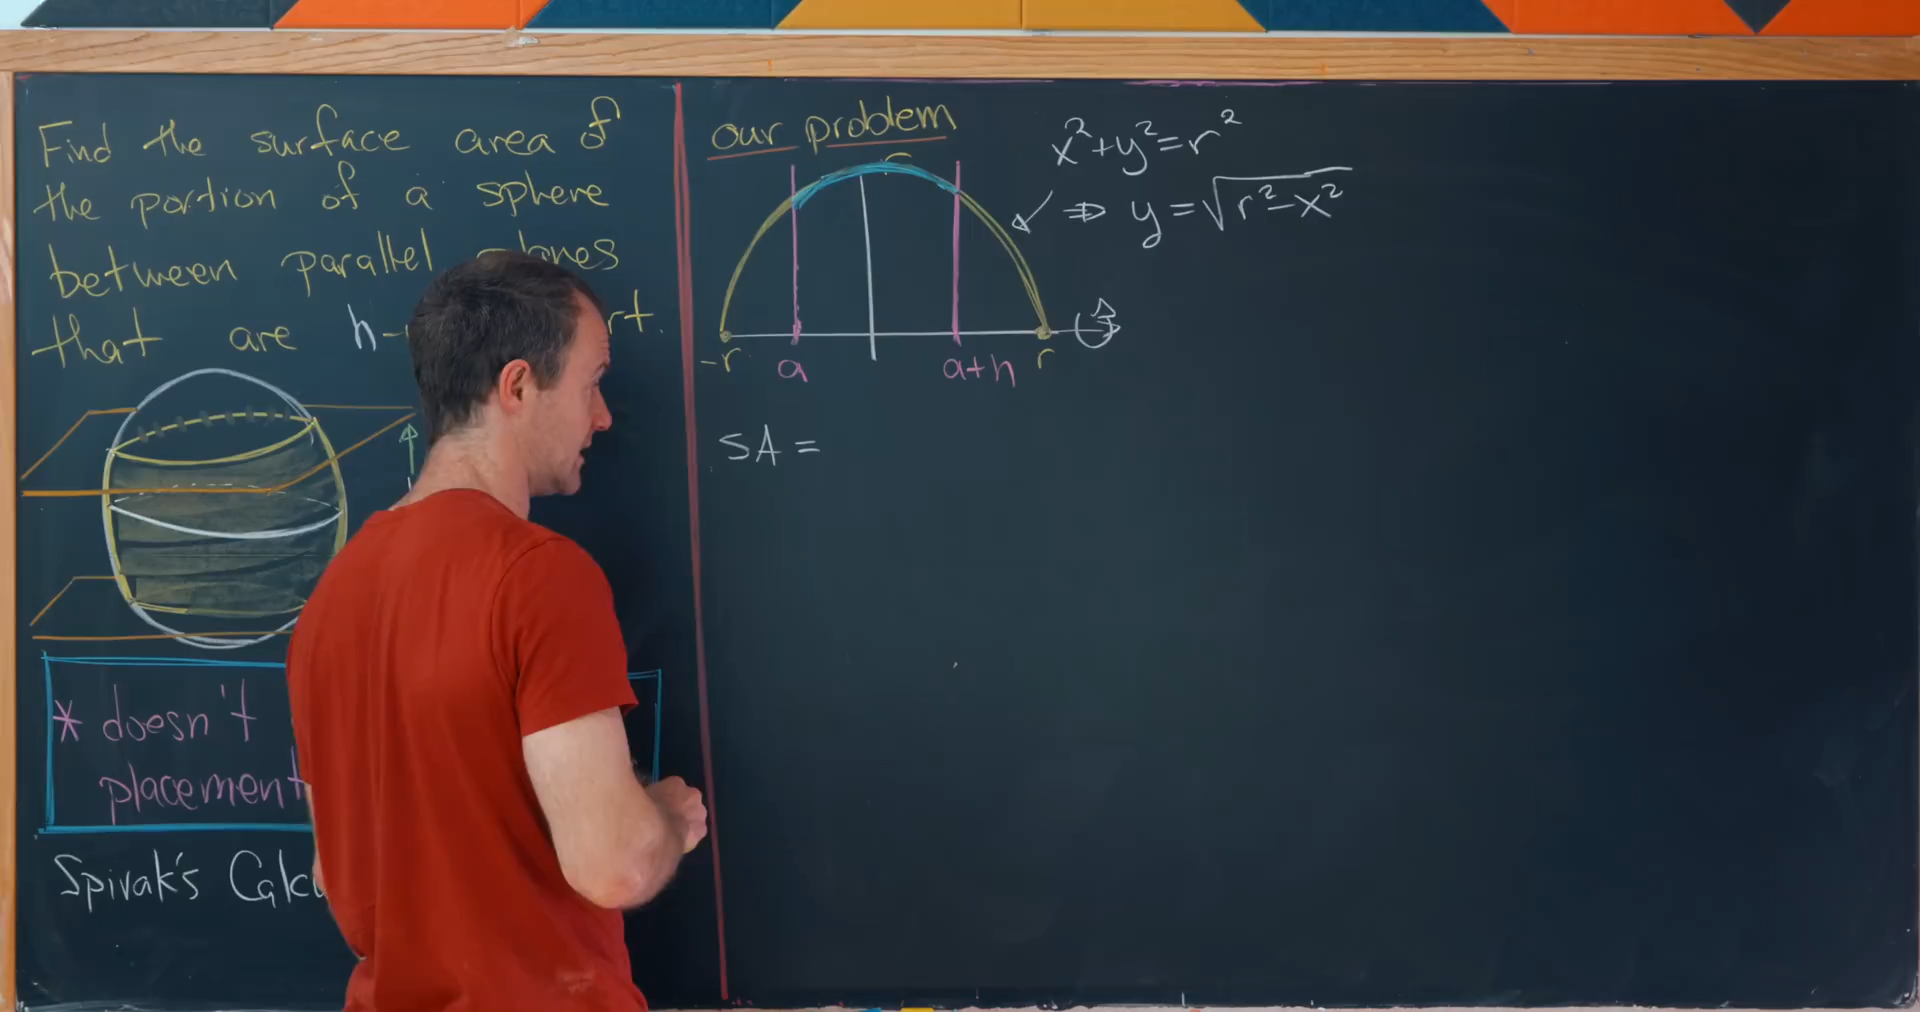 Find the surface area of
the portion of a sphere
between parallel
that are h-
* doesn't
placement
Spivak's
our problem
r
-r a a+h r
x²+y²=r²
⇒ y=√r²-x²
SA =